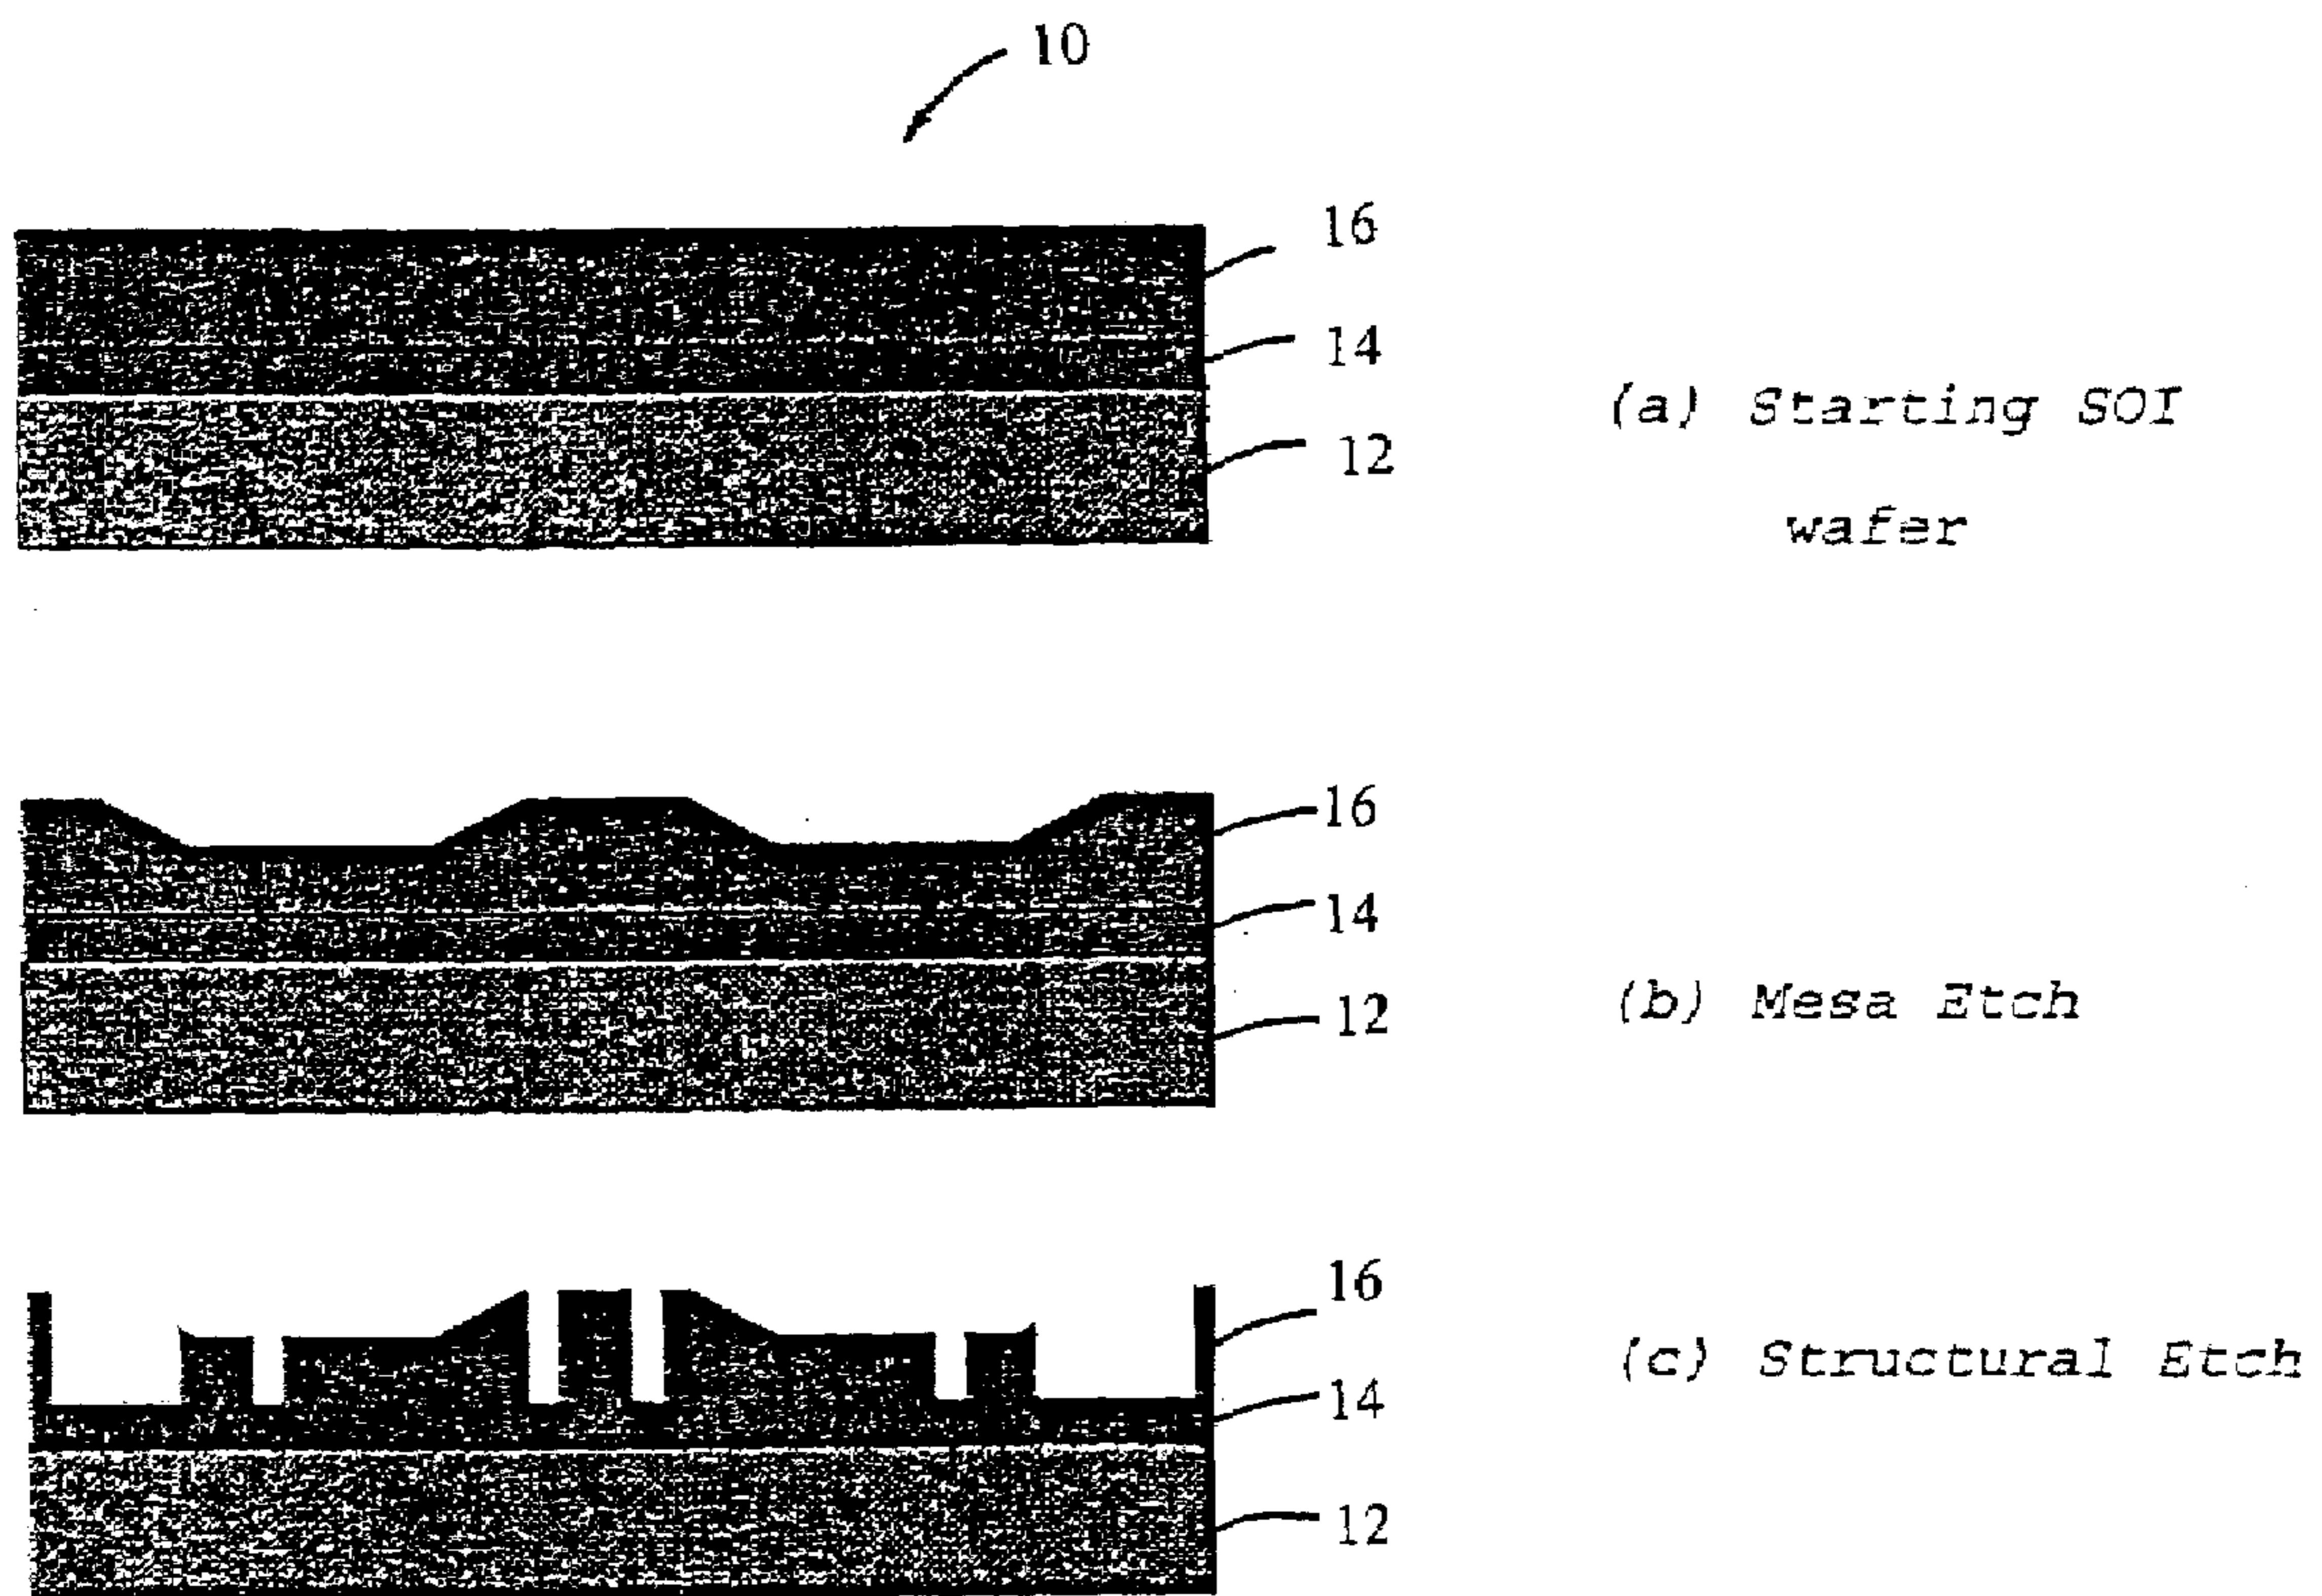 10
16
14
12
(a) Starting SOI
wafer
16
14
12
(b) Mesa Etch
16
14
12
(c) Structural Etch